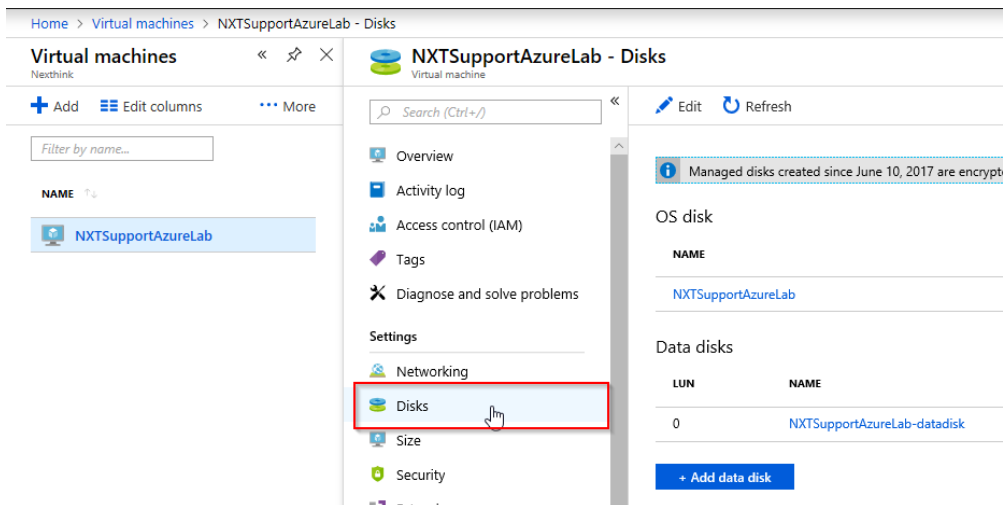 Home > Virtual machines > NXTSupportAzureLab - Disks
Virtual machines
Nexthink
Add Edit columns ... More
Filter by name...
NAME
NXTSupportAzureLab
NXTSupportAzureLab - Disks
Virtual machine
Search (Ctrl+/)
Overview
Activity log
Access control (IAM)
Tags
Diagnose and solve problems
Settings
Networking
Disks
Size
Security
Edit Refresh
Managed disks created since June 10, 2017 are encrypte
OS disk
NAME
NXTSupportAzureLab
Data disks
LUN NAME
0 NXTSupportAzureLab-datadisk
+ Add data disk